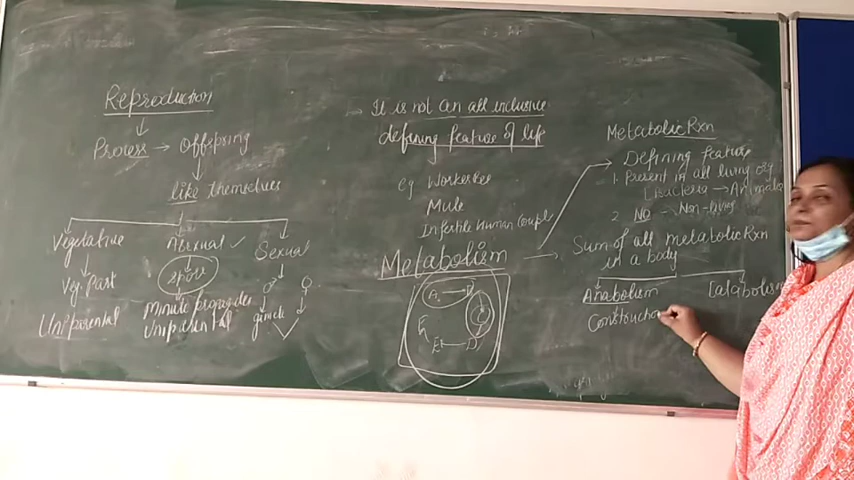 Reproduction
Process → Offspring
like themselves
Vegetative Asexual ✓ Sexual
Veg. Part spore ♂ ♀
Uniparental Minute propagules
Uniparental
It is not an all inclusive
defining feature of life
eg Worker bee
Mule
Infertile Human Couple
Metabolism
A B
C
E D
Metabolic Rxn
Defining feature
1. Present in all living org
[Bacteria → Animals
2. No → Non-living
Sum of all metabolic Rxn
in a body
Anabolism Catabolism